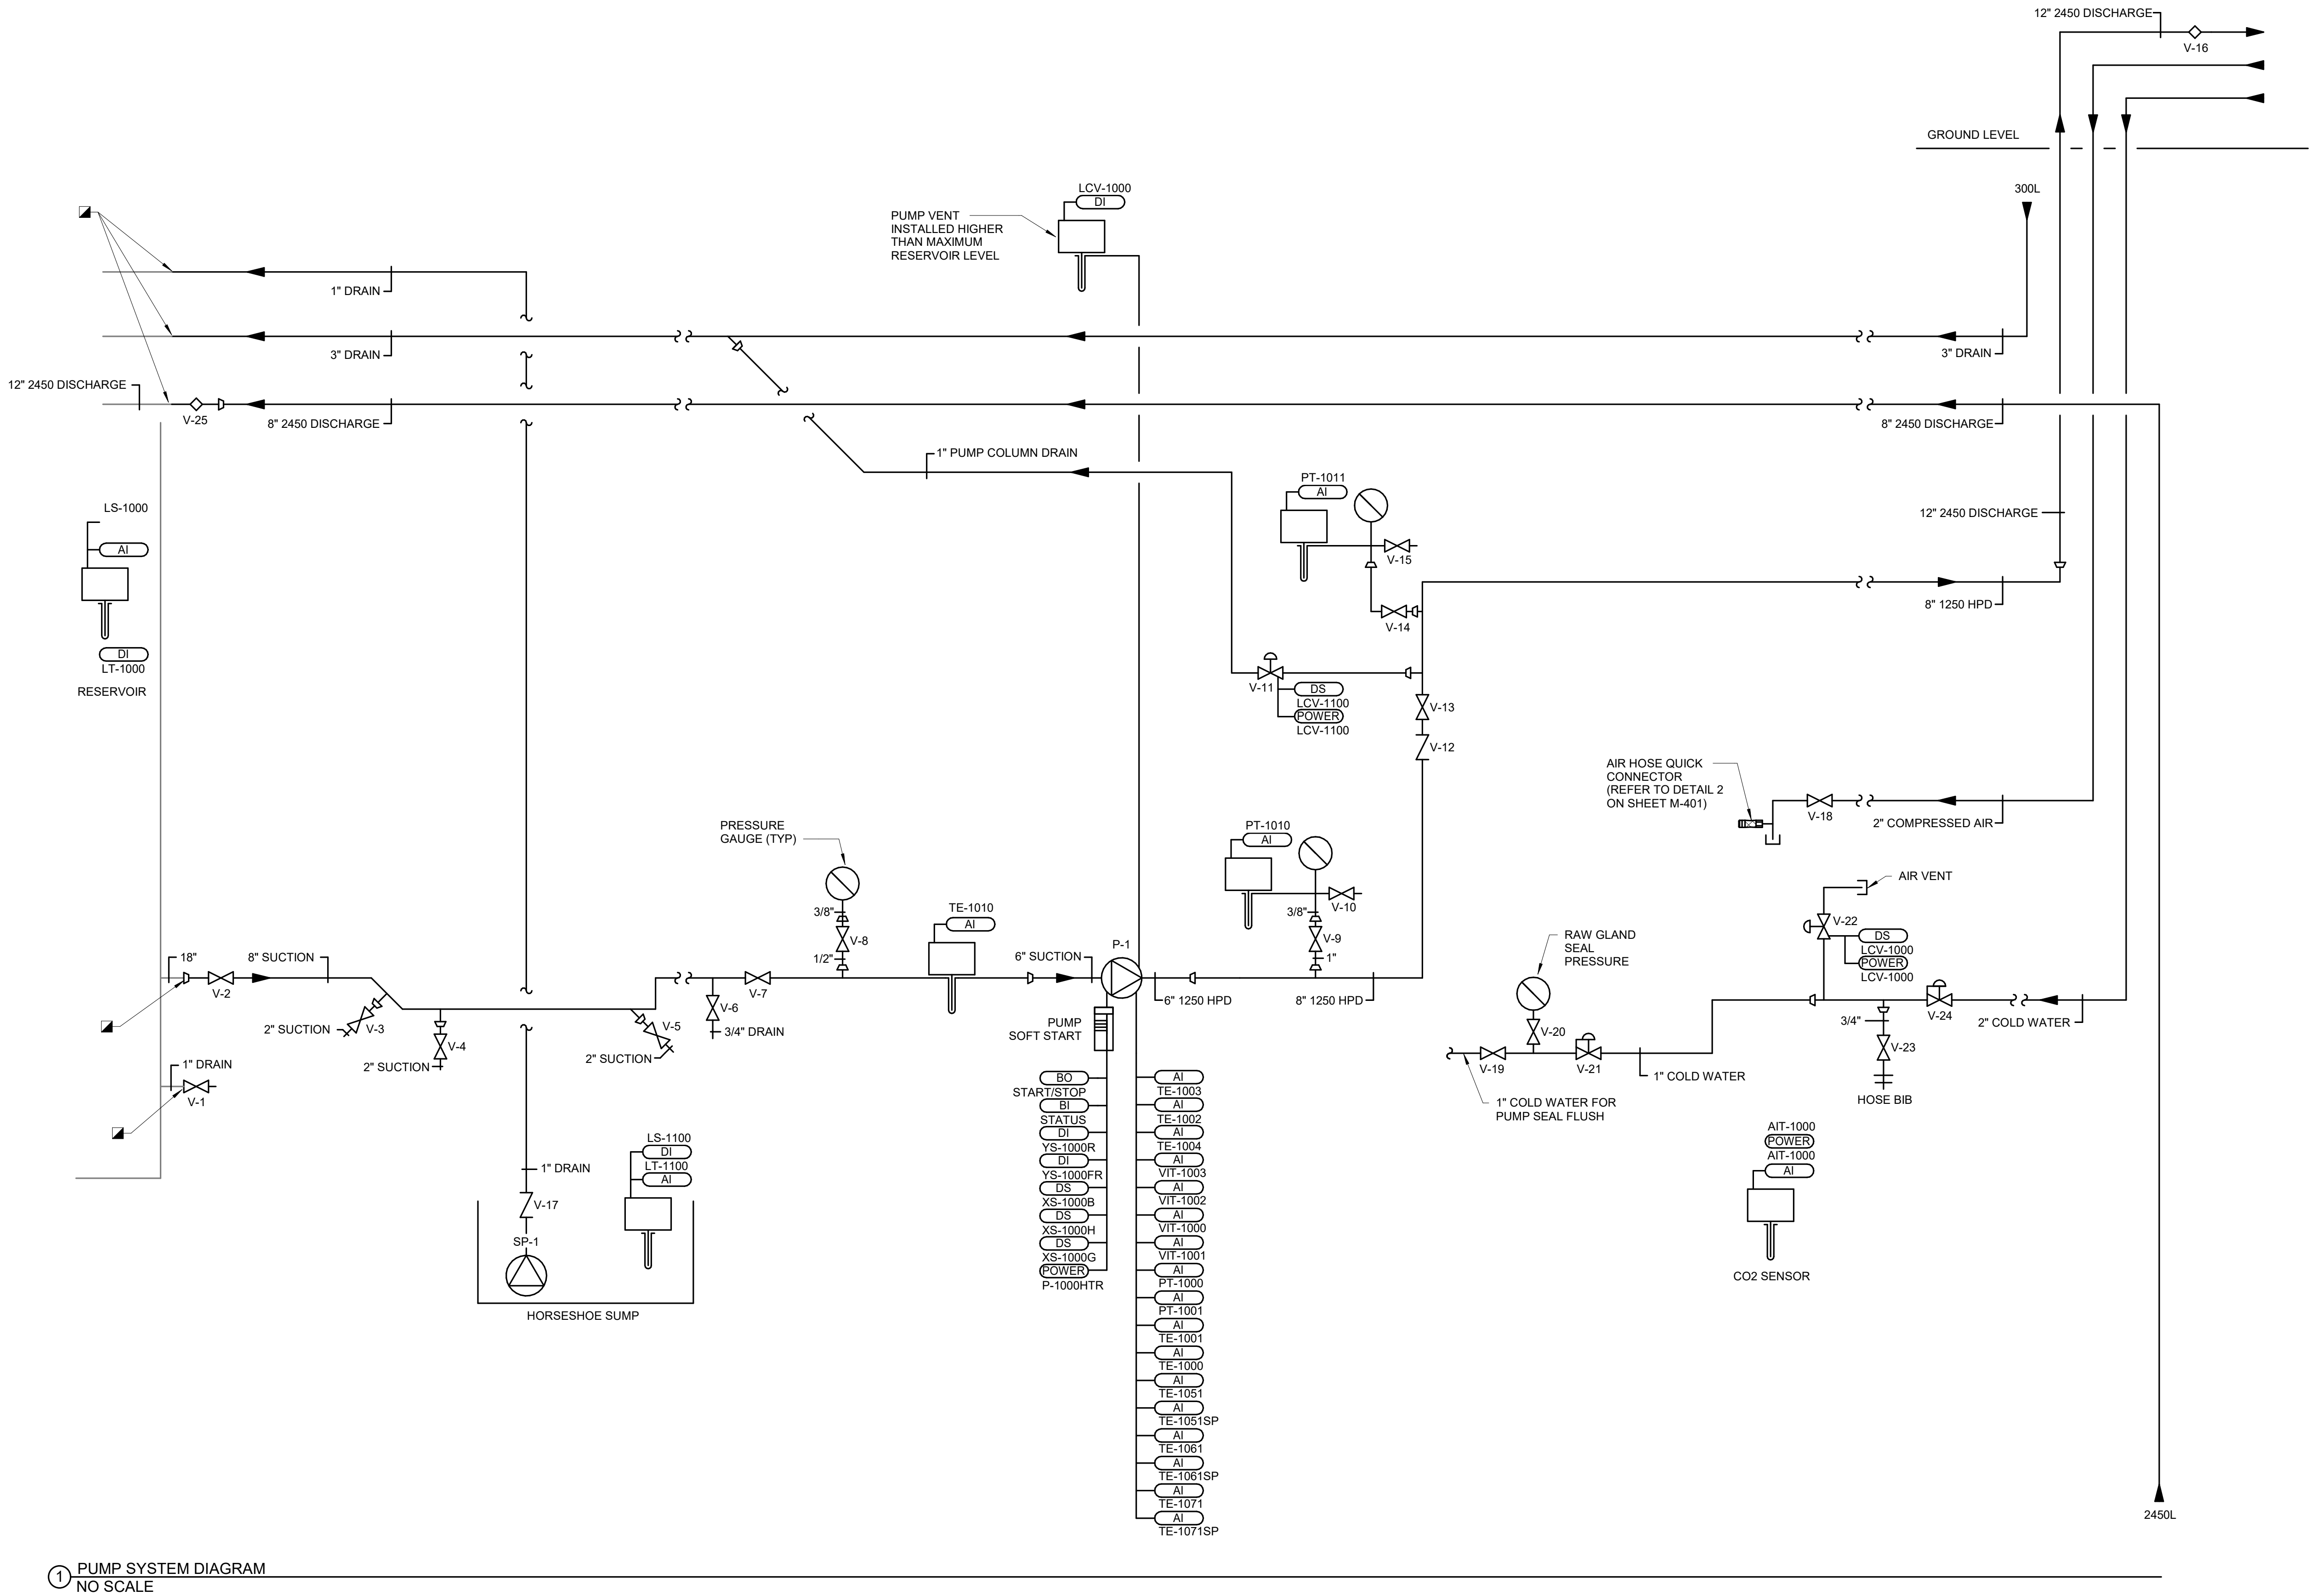 12" 2450 DISCHARGE
V-16
GROUND LEVEL
LCV-1000
DI
PUMP VENT
INSTALLED HIGHER
THAN MAXIMUM
RESERVOIR LEVEL
300L
1" DRAIN
3" DRAIN
3" DRAIN
12" 2450 DISCHARGE
V-25
8" 2450 DISCHARGE
8" 2450 DISCHARGE
1" PUMP COLUMN DRAIN
PT-1011
AI
V-15
V-14
12" 2450 DISCHARGE
8" 1250 HPD
LS-1000
AI
DI
LT-1000
RESERVOIR
V-11
DS
LCV-1100
POWER
LCV-1100
V-13
V-12
AIR HOSE QUICK
CONNECTOR
(REFER TO DETAIL 2
ON SHEET M-401)
V-18
2" COMPRESSED AIR
PRESSURE
GAUGE (TYP)
3/8"
V-8
1/2"
TE-1010
AI
PT-1010
AI
V-10
3/8"
V-9
1"
AIR VENT
V-22
DS
LCV-1000
POWER
LCV-1000
RAW GLAND
SEAL
PRESSURE
18"
8" SUCTION
V-2
V-3
2" SUCTION
V-4
2" SUCTION
V-5
2" SUCTION
V-6
3/4" DRAIN
V-7
6" SUCTION
P-1
6" 1250 HPD
8" 1250 HPD
V-24
2" COLD WATER
3/4"
V-23
HOSE BIB
V-20
V-19
V-21
1" COLD WATER
1" COLD WATER FOR
PUMP SEAL FLUSH
1" DRAIN
V-1
PUMP
SOFT START
BO
START/STOP
BI
STATUS
DI
YS-1000R
DI
YS-1000FR
DS
XS-1000B
DS
XS-1000H
DS
XS-1000G
POWER
P-1000HTR
AI
TE-1003
AI
TE-1002
AI
TE-1004
AI
VIT-1003
AI
VIT-1002
AI
VIT-1000
AI
VIT-1001
AI
PT-1000
AI
PT-1001
AI
TE-1001
AI
TE-1000
AI
TE-1051
AI
TE-1051SP
AI
TE-1061
AI
TE-1061SP
AI
TE-1071
AI
TE-1071SP
LS-1100
DI
LT-1100
AI
1" DRAIN
V-17
SP-1
HORSESHOE SUMP
AIT-1000
POWER
AIT-1000
AI
CO2 SENSOR
2450L
1
PUMP SYSTEM DIAGRAM
NO SCALE